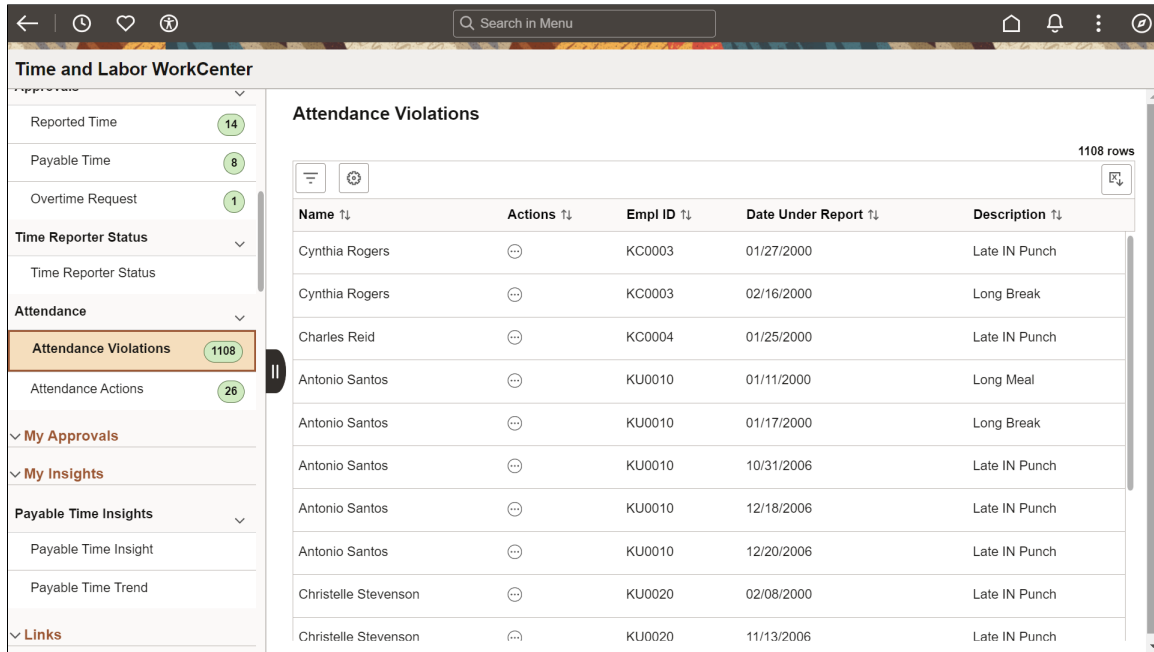 Search in Menu
Time and Labor WorkCenter
Approvals
Reported Time 14
Payable Time 8
Overtime Request 1
Time Reporter Status
Time Reporter Status
Attendance
Attendance Violations 1108
Attendance Actions 26
My Approvals
My Insights
Payable Time Insights
Payable Time Insight
Payable Time Trend
Links
Attendance Violations
1108 rows
Name Actions Empl ID Date Under Report Description
Cynthia Rogers KC0003 01/27/2000 Late IN Punch
Cynthia Rogers KC0003 02/16/2000 Long Break
Charles Reid KC0004 01/25/2000 Late IN Punch
Antonio Santos KU0010 01/11/2000 Long Meal
Antonio Santos KU0010 01/17/2000 Long Break
Antonio Santos KU0010 10/31/2006 Late IN Punch
Antonio Santos KU0010 12/18/2006 Late IN Punch
Antonio Santos KU0010 12/20/2006 Late IN Punch
Christelle Stevenson KU0020 02/08/2000 Late IN Punch
Christelle Stevenson KU0020 11/13/2006 Late IN Punch